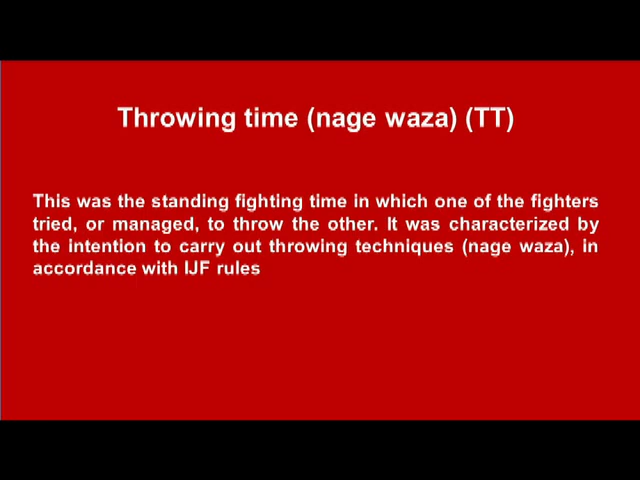 Throwing time (nage waza) (TT)
This was the standing fighting time in which one of the fighters
tried, or managed, to throw the other. It was characterized by
the intention to carry out throwing techniques (nage waza), in
accordance with IJF rules